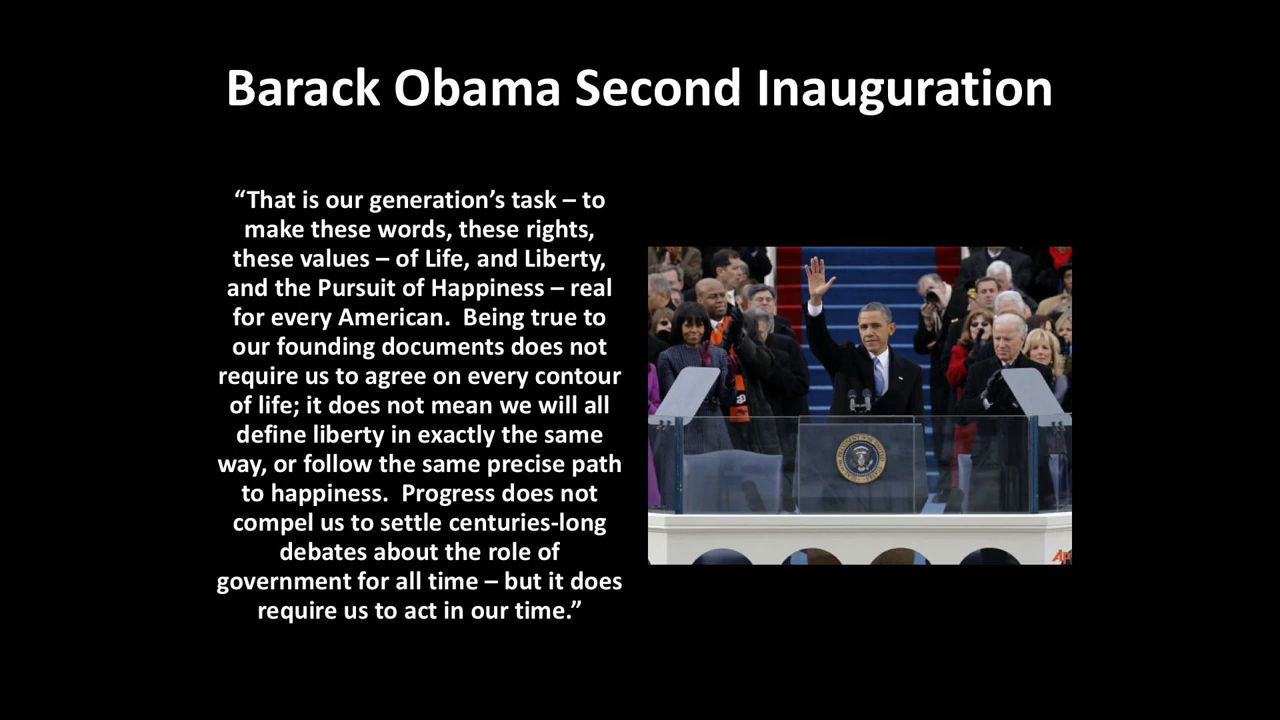 Barack Obama Second Inauguration
“That is our generation’s task – to
make these words, these rights,
these values – of Life, and Liberty,
and the Pursuit of Happiness – real
for every American.  Being true to
our founding documents does not
require us to agree on every contour
of life; it does not mean we will all
define liberty in exactly the same
way, or follow the same precise path
to happiness.  Progress does not
compel us to settle centuries-long
debates about the role of
government for all time – but it does
require us to act in our time.”